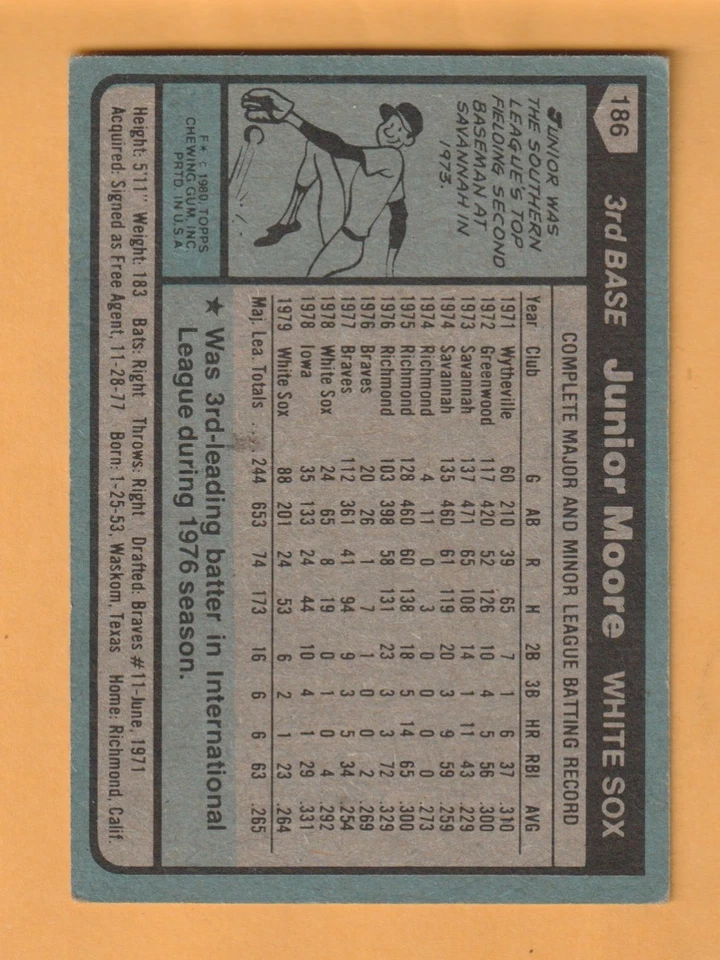 186 3rd BASE Junior Moore WHITE SOX
JUNIOR WAS
THE SOUTHERN
LEAGUE'S TOP
FIELDING SECOND
BASEMAN AT
SAVANNAH IN
1973.
F* © 1980 TOPPS
CHEWING GUM, INC.
PRTD. IN U.S.A.
COMPLETE MAJOR AND MINOR LEAGUE BATTING RECORD
Year Club G AB R H 2B 3B HR RBI AVG
1971 Wytheville 60 210 39 65 7 1 6 37 .310
1972 Greenwood 117 420 52 126 10 4 5 56 .300
1973 Savannah 137 471 65 108 14 1 11 43 .229
1974 Savannah 135 460 61 119 20 3 9 59 .259
1974 Richmond 4 11 0 3 0 0 0 0 .273
1975 Richmond 128 460 60 138 18 5 14 65 .300
1976 Richmond 103 398 58 131 23 3 3 72 .329
1976 Braves 20 26 1 7 1 0 0 2 .269
1977 Braves 112 361 41 94 9 3 5 34 .254
1978 White Sox 24 65 8 19 0 1 0 4 .292
1978 Iowa 35 133 24 44 10 4 1 29 .331
1979 White Sox 88 201 24 53 6 2 1 23 .264
Maj. Lea. Totals .... 244 653 74 173 16 6 6 63 .265
★ Was 3rd-leading batter in International
League during 1976 season.
Height: 5'11" Weight: 183 Bats: Right Throws: Right Drafted: Braves #11-June, 1971
Acquired: Signed as Free Agent, 11-28-77 Born: 1-25-53, Waskom, Texas Home: Richmond, Calif.